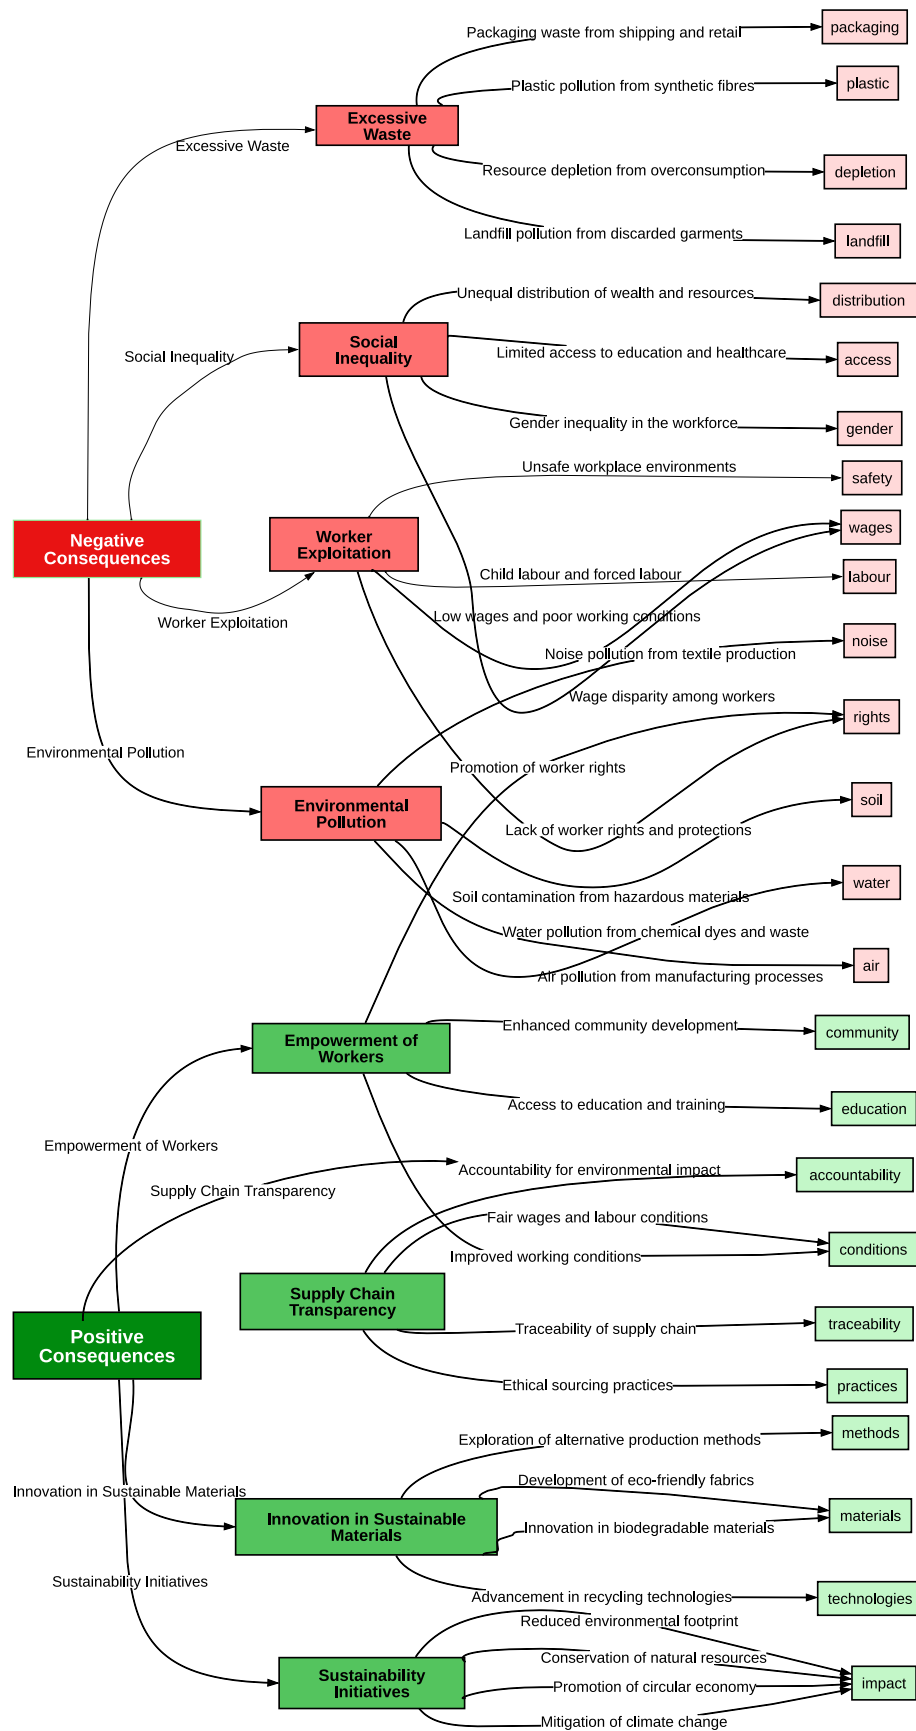 Packaging waste from shipping and retail
packaging
Plastic pollution from synthetic fibres
plastic
Excessive
Waste
Excessive Waste
Resource depletion from overconsumption
depletion
Landfill pollution from discarded garments
landfill
Unequal distribution of wealth and resources
distribution
Social
Inequality
Social Inequality
Limited access to education and healthcare
access
Gender inequality in the workforce
gender
Unsafe workplace environments
safety
Negative
Consequences
Worker
Exploitation
wages
Child labour and forced labour
labour
Worker Exploitation
Low wages and poor working conditions
Noise pollution from textile production
noise
Wage disparity among workers
rights
Environmental Pollution
Promotion of worker rights
Environmental
Pollution
Lack of worker rights and protections
soil
Soil contamination from hazardous materials
water
Water pollution from chemical dyes and waste
Air pollution from manufacturing processes
air
Empowerment of
Workers
Enhanced community development
community
Access to education and training
education
Empowerment of Workers
Accountability for environmental impact
accountability
Supply Chain Transparency
Fair wages and labour conditions
Improved working conditions
conditions
Supply Chain
Transparency
Traceability of supply chain
traceability
Positive
Consequences
Ethical sourcing practices
practices
Exploration of alternative production methods
methods
Innovation in Sustainable Materials
Development of eco-friendly fabrics
Innovation in Sustainable
Materials
Innovation in biodegradable materials
materials
Sustainability Initiatives
Advancement in recycling technologies
technologies
Reduced environmental footprint
Conservation of natural resources
Sustainability
Initiatives
Promotion of circular economy
impact
Mitigation of climate change